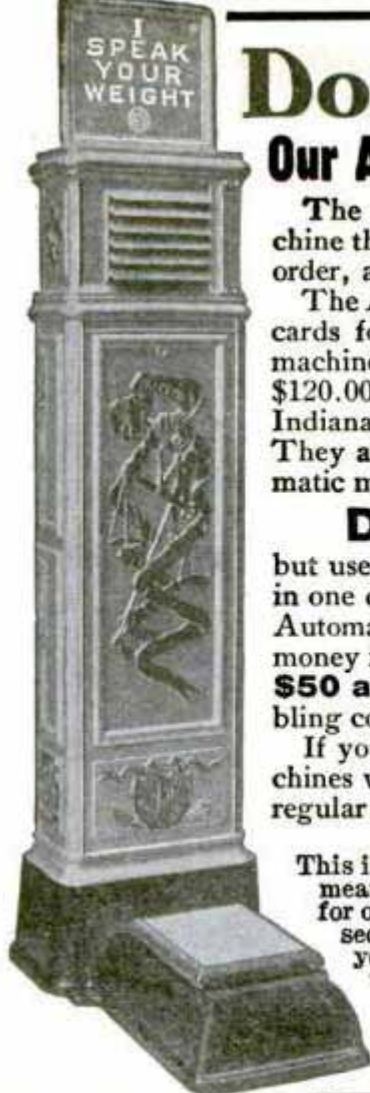 I
SPEAK
YOUR
WEIGHT
Do
Our A
The
chine th
order, a
The A
cards fo
machine
$120.00
Indiana
They a
matic m
D
but use
in one
Automa
money
$50 a
bling co
If yo
chines
regular
This i
mea
for o
sec